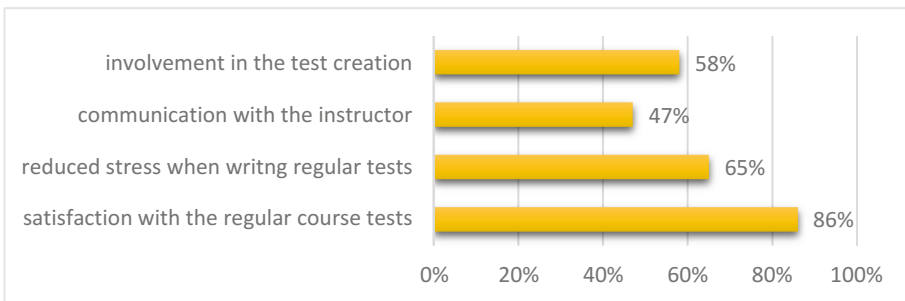 involvement in the test creation 58%
communication with the instructor 47%
reduced stress when writng regular tests 65%
satisfaction with the regular course tests 86%
0% 20% 40% 60% 80% 100%